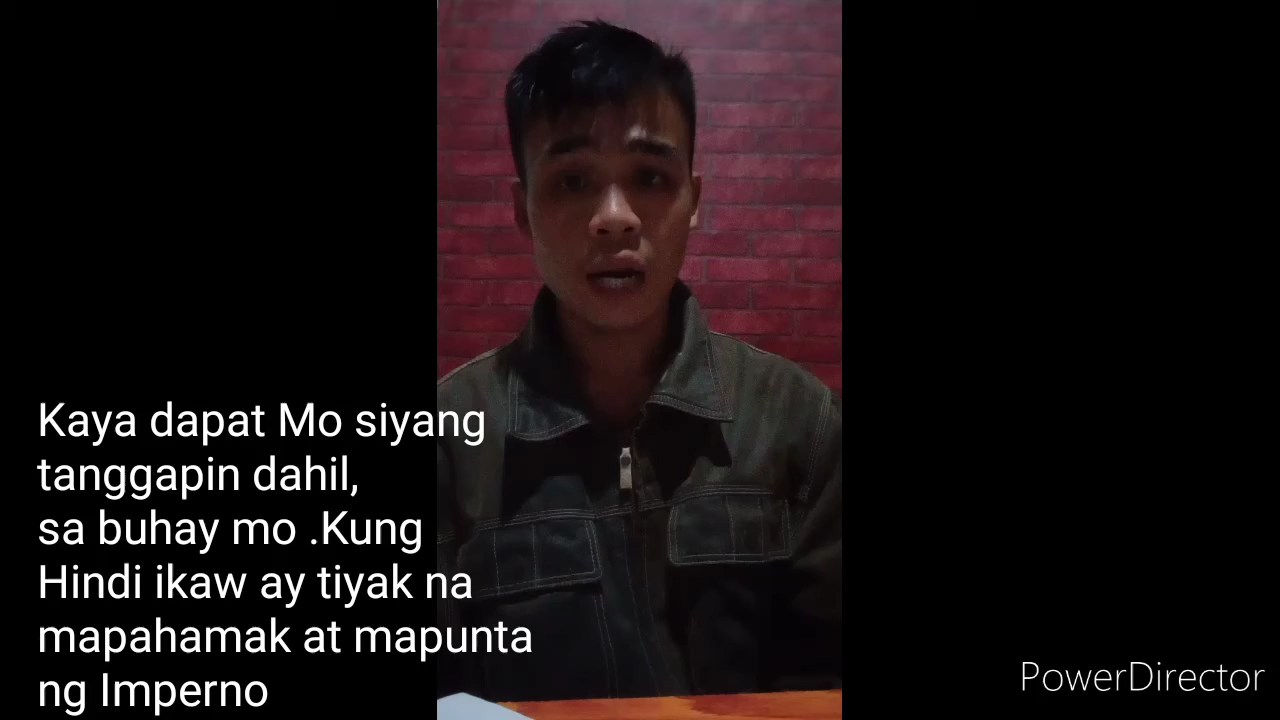 Kaya dapat Mo siyang
tanggapin dahil,
sa buhay mo .Kung
Hindi ikaw ay tiyak na
mapahamak at mapunta
ng Imperno
PowerDirector